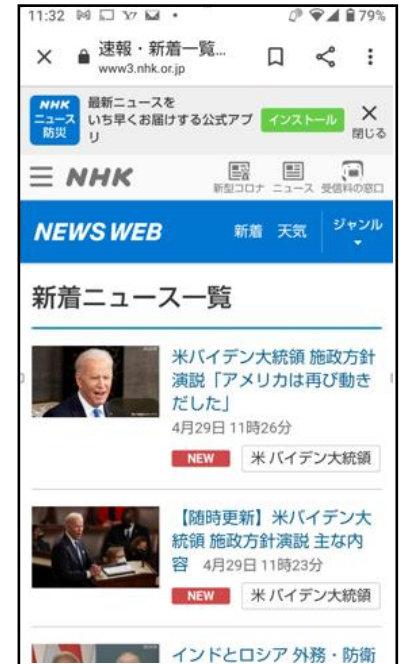 11:32 79%
速報・新着一覧...
www3.nhk.or.jp
NHK
ニュース
防災
最新ニュースを
いち早くお届けする公式アプ
リ
インストール
閉じる
NHK
新型コロナ ニュース 受信料の窓口
NEWS WEB 新着 天気 ジャンル
新着ニュース一覧
米バイデン大統領 施政方針
演説「アメリカは再び動き
だした」
4月29日 11時26分
NEW 米 バイデン大統領
【随時更新】米バイデン大
統領 施政方針演説 主な内
容 4月29日 11時23分
NEW 米 バイデン大統領
インドとロシア 外務・防衛